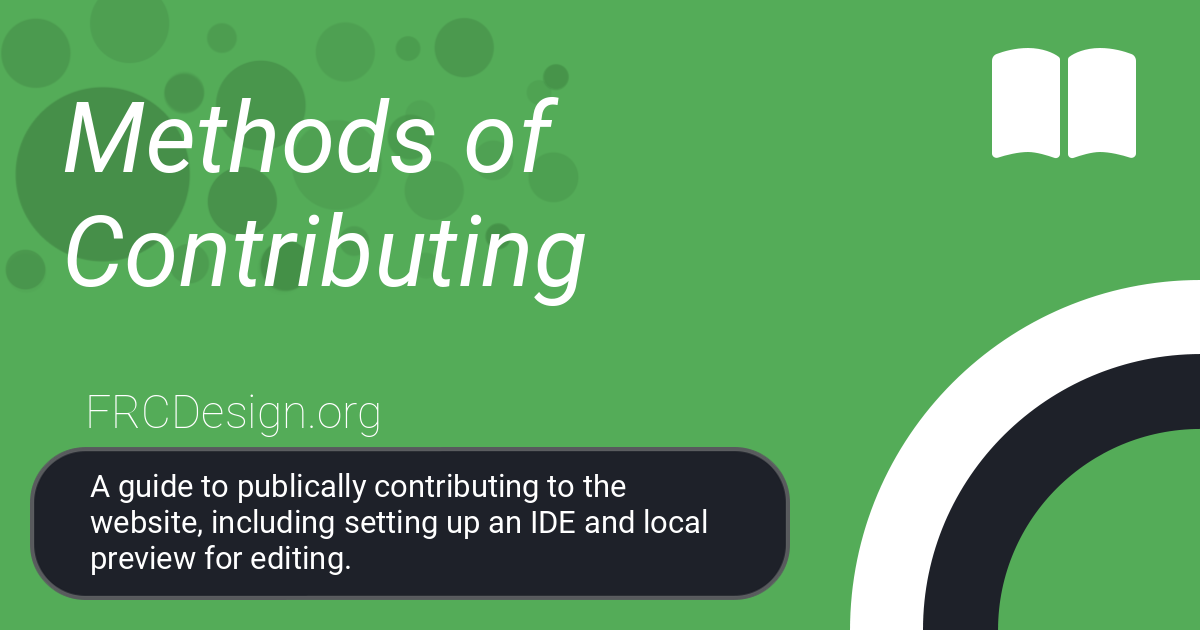 Methods of
Contributing
FRCDesign.org
A guide to publically contributing to the
website, including setting up an IDE and local
preview for editing.